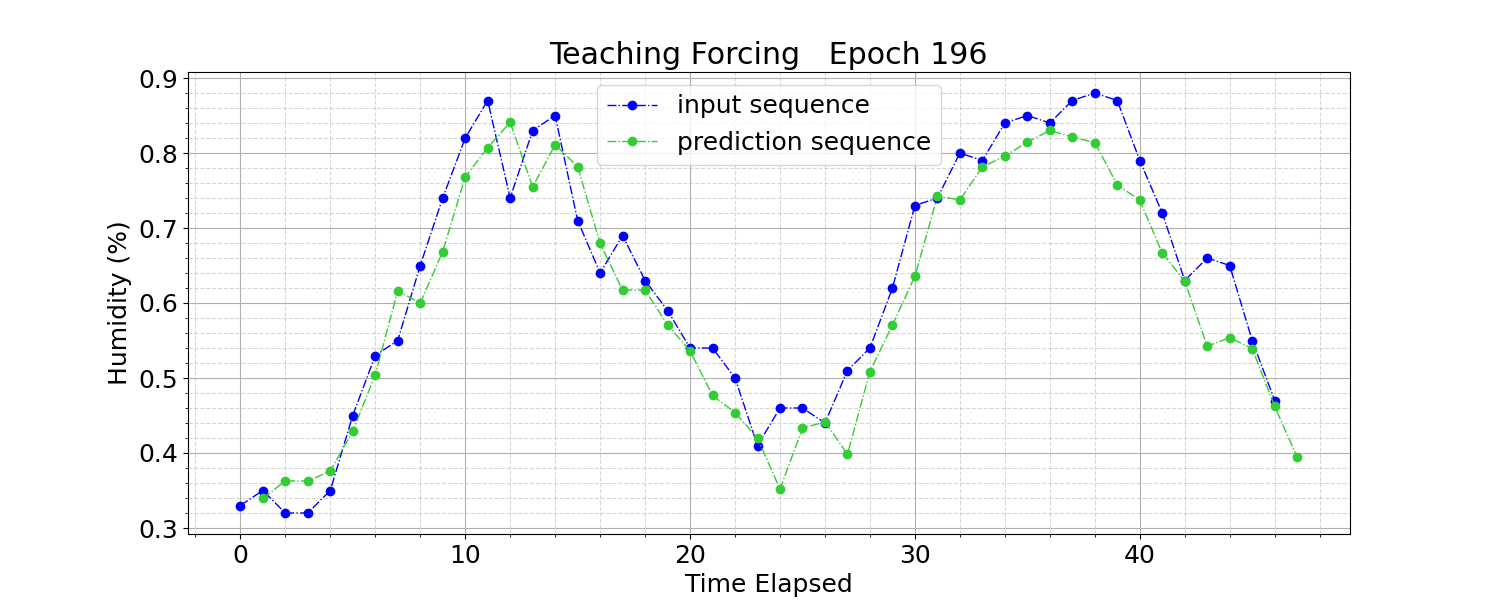 Teaching Forcing   Epoch 196
input sequence
prediction sequence
Humidity (%)
0.9
0.8
0.7
0.6
0.5
0.4
0.3
0 10 20 30 40
Time Elapsed